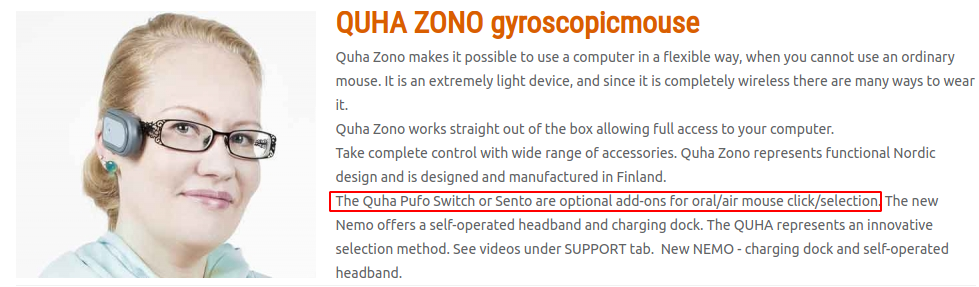 QUHA ZONO gyroscopicmouse
Quha Zono makes it possible to use a computer in a flexible way, when you cannot use an ordinary
mouse. It is an extremely light device, and since it is completely wireless there are many ways to wear
it.
Quha Zono works straight out of the box allowing full access to your computer.
Take complete control with wide range of accessories. Quha Zono represents functional Nordic
design and is designed and manufactured in Finland.
The Quha Pufo Switch or Sento are optional add-ons for oral/air mouse click/selection. The new
Nemo offers a self-operated headband and charging dock. The QUHA represents an innovative
selection method. See videos under SUPPORT tab.  New NEMO - charging dock and self-operated
headband.